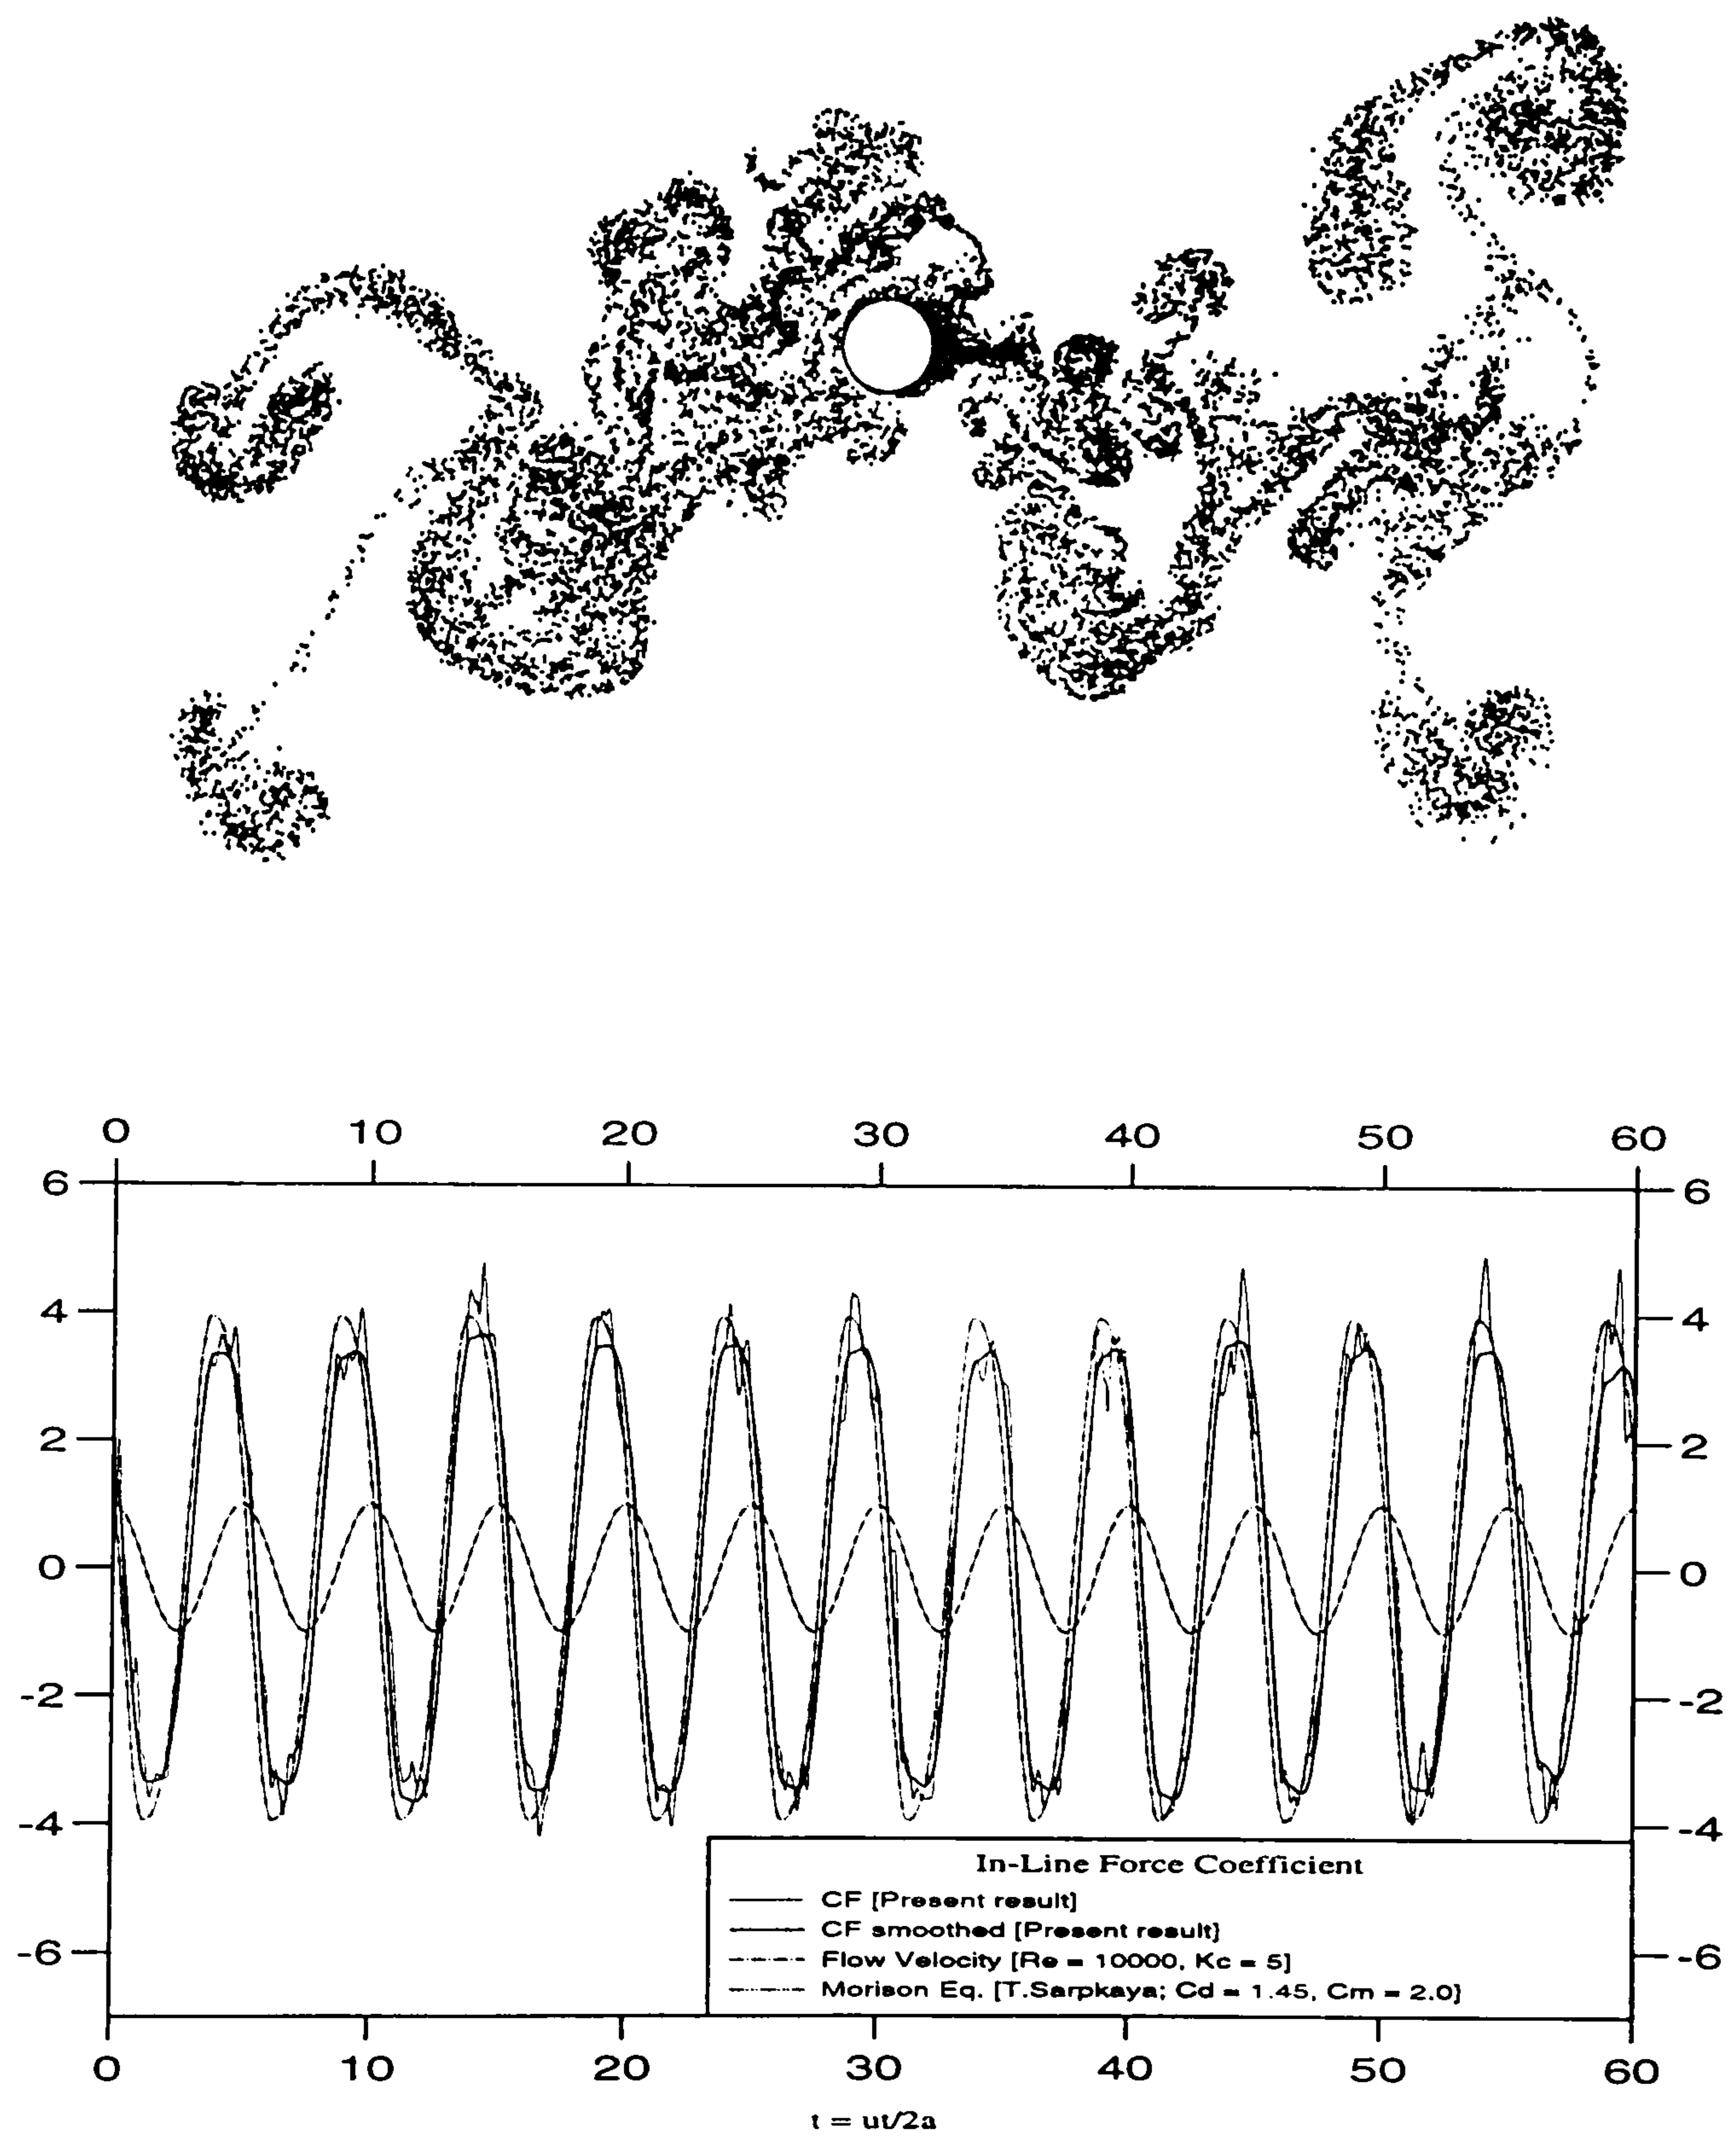 0 10 20 30 40 50 60
6 6
4 4
2 2
0 0
-2 -2
-4 -4
-6 -6
In-Line Force Coefficient
CF [Present result]
CF smoothed [Present result]
Flow Velocity [Re = 10000, Kc = 5]
Morison Eq. [T.Sarpkaya; Cd = 1.45, Cm = 2.0]
0 10 20 30 40 50 60
t = ut/2a